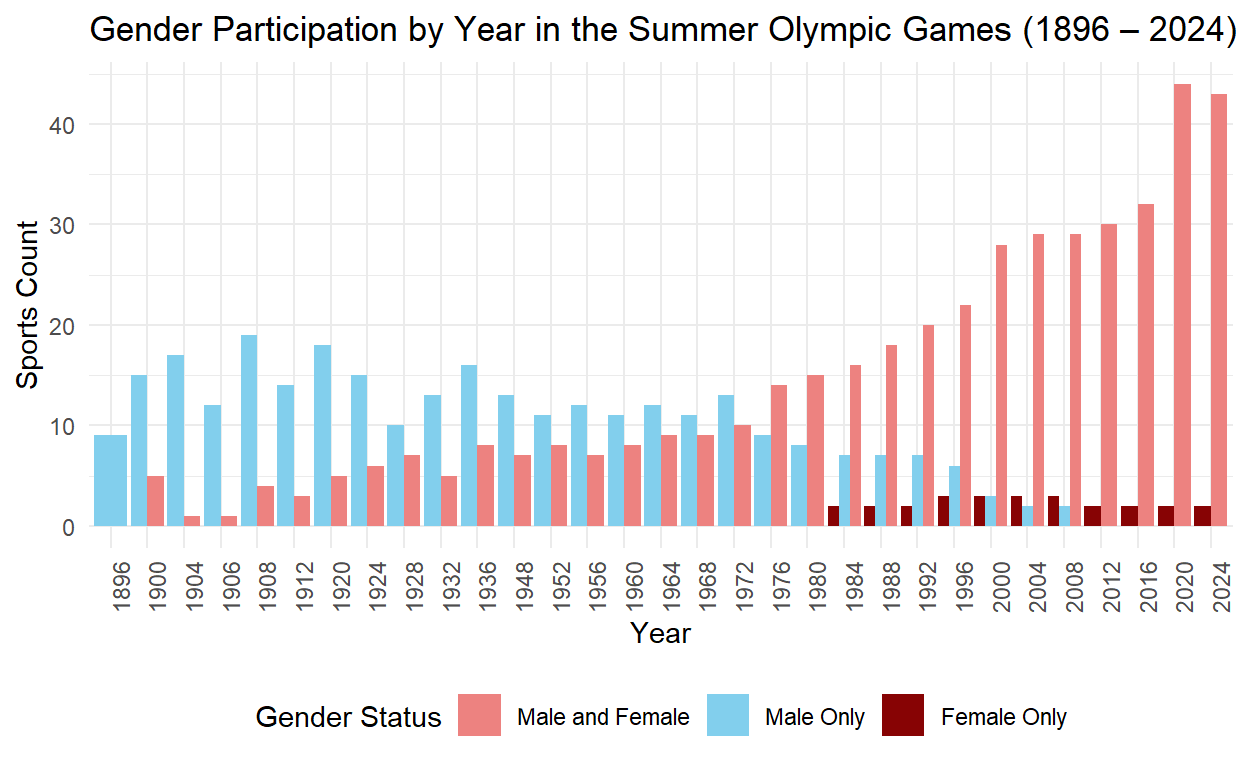 Gender Participation by Year in the Summer Olympic Games (1896 – 2024)
Sports Count
40
30
20
10
0
1896 1900 1904 1906 1908 1912 1920 1924 1928 1932 1936 1948 1952 1956 1960 1964 1968 1972 1976 1980 1984 1988 1992 1996 2000 2004 2008 2012 2016 2020 2024
Year
Gender Status Male and Female Male Only Female Only